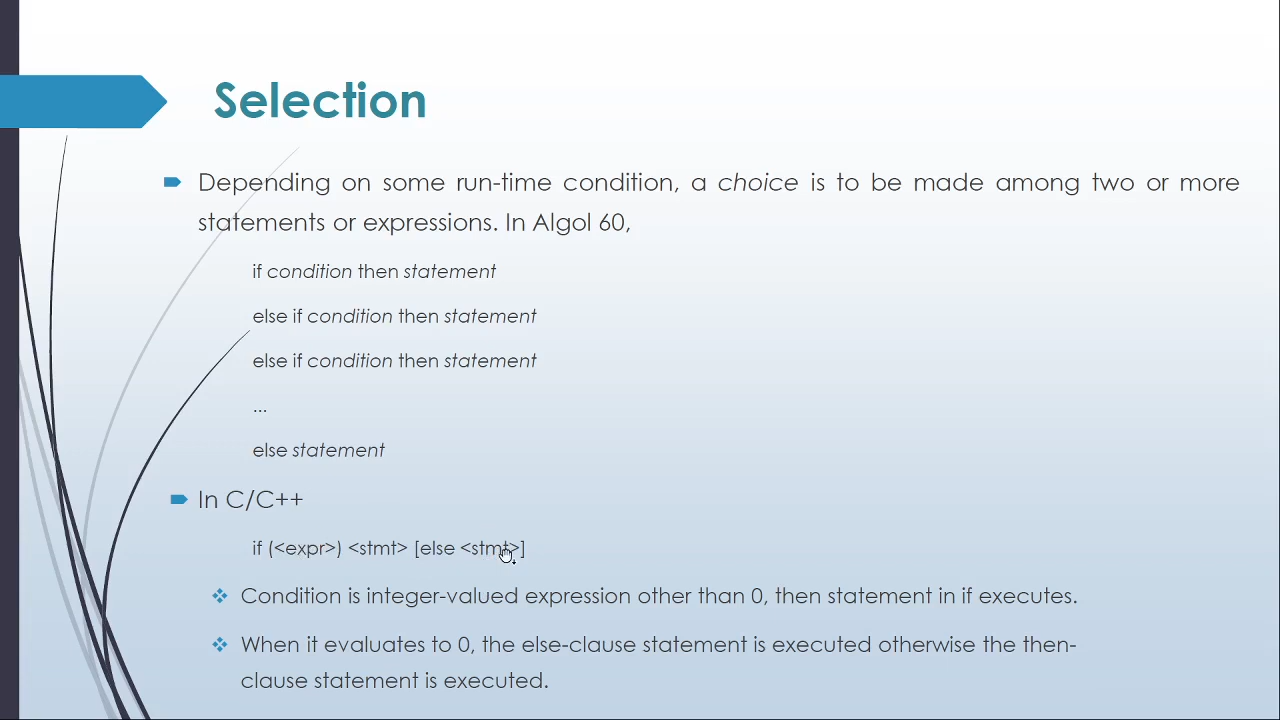 Selection
Depending on some run-time condition, a choice is to be made among two or more
statements or expressions. In Algol 60,
if condition then statement
else if condition then statement
else if condition then statement
...
else statement
In C/C++
if (<expr>) <stmt> [else <stmt>]
Condition is integer-valued expression other than 0, then statement in if executes.
When it evaluates to 0, the else-clause statement is executed otherwise the then-
clause statement is executed.